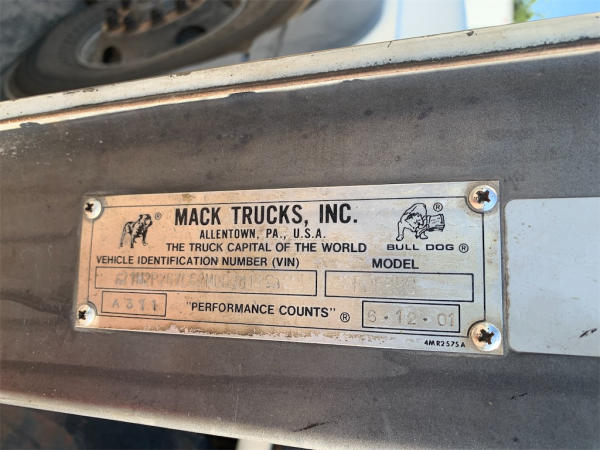 MACK TRUCKS, INC.
ALLENTOWN, PA., U.S.A.
THE TRUCK CAPITAL OF THE WORLD
BULL DOG ®
VEHICLE IDENTIFICATION NUMBER (VIN)
MODEL
A311
"PERFORMANCE COUNTS" ®
6-12-01
4MR2575A